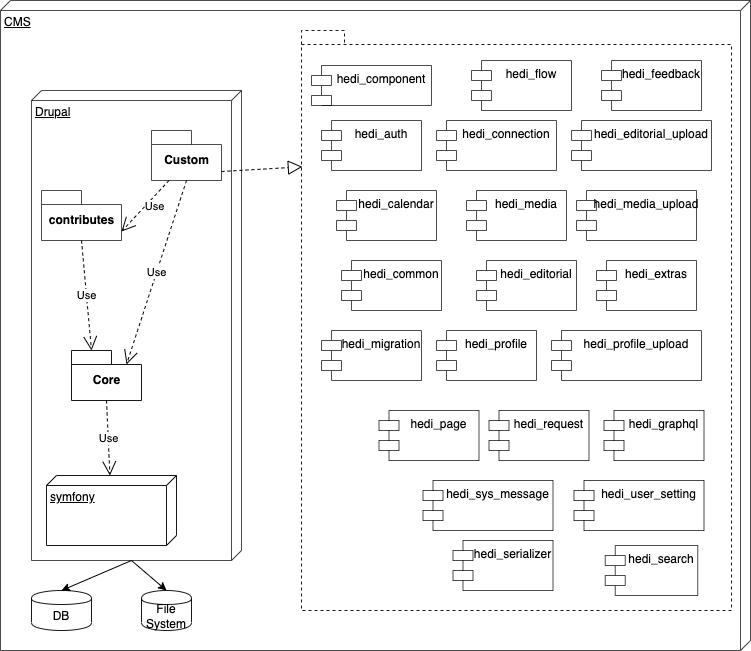 CMS
Drupal
Custom
Use
contributes
Use
Use
Core
Use
symfony
DB
File
System
hedi_component
hedi_flow
hedi_feedback
hedi_auth
hedi_connection
hedi_editorial_upload
hedi_calendar
hedi_media
hedi_media_upload
hedi_common
hedi_editorial
hedi_extras
hedi_migration
hedi_profile
hedi_profile_upload
hedi_page
hedi_request
hedi_graphql
hedi_sys_message
hedi_user_setting
hedi_serializer
hedi_search